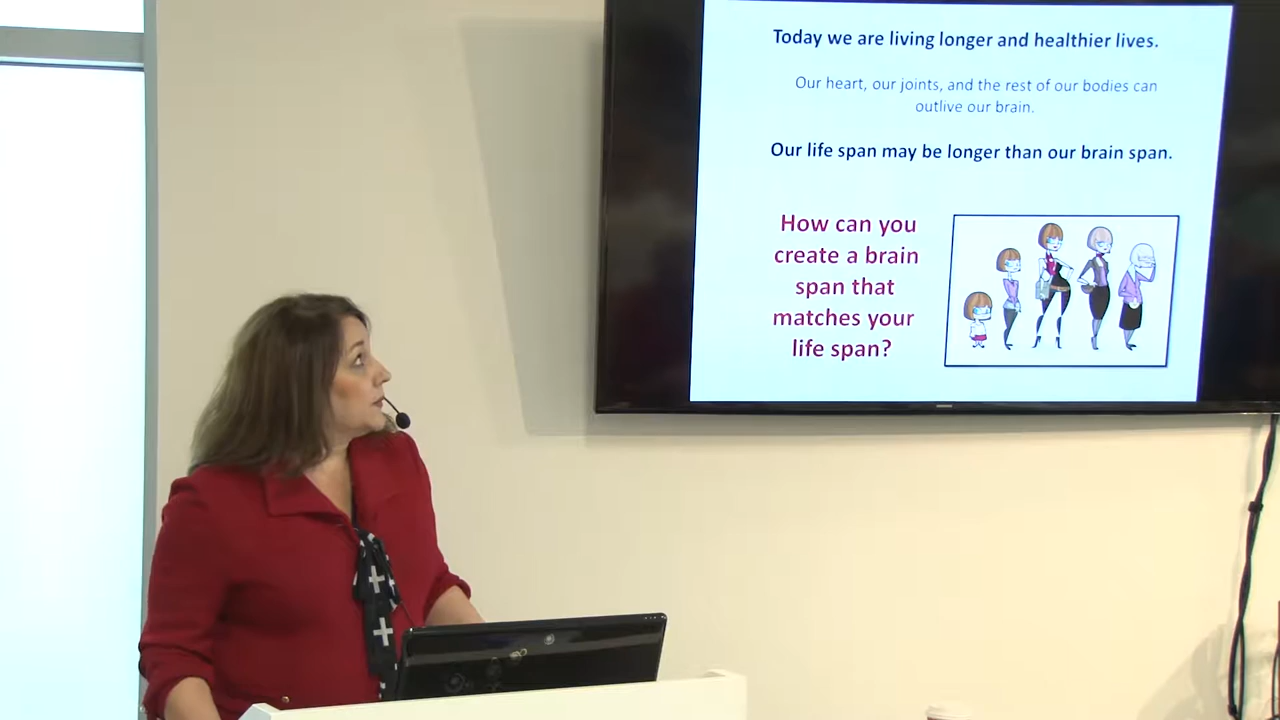 Today we are living longer and healthier lives.
Our heart, our joints, and the rest of our bodies can
outlive our brain.
Our life span may be longer than our brain span.
How can you
create a brain
span that
matches your
life span?